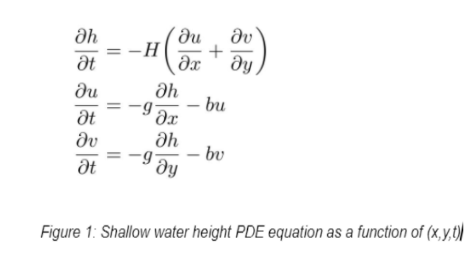 ∂h/∂t = −H(∂u/∂x + ∂v/∂y)
∂u/∂t = −g ∂h/∂x − bu
∂v/∂t = −g ∂h/∂y − bv
Figure 1: Shallow water height PDE equation as a function of (x,y,t)